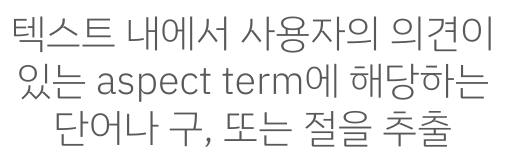 텍스트 내에서 사용자의 의견이
있는 aspect term에 해당하는
단어나 구, 또는 절을 추출